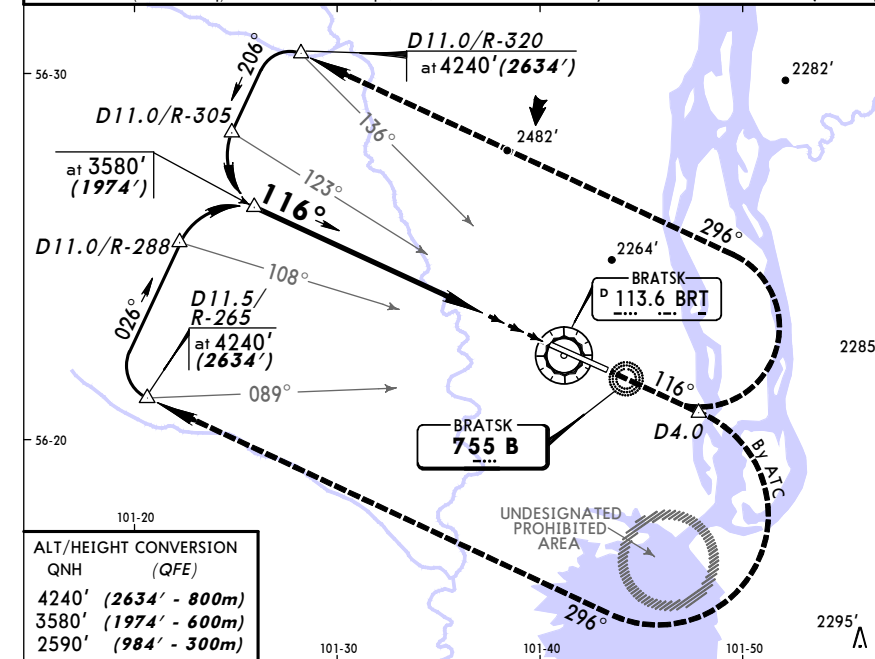 D11.0/R-320
at 4240' (2634')
206°
56-30
2282'
D11.0/R-305
136°
2482'
at 3580'
(1974')
123°
116°
296°
D11.0/R-288
2264'
108°
BRATSK
D 113.6 BRT
D11.5/
R-265
026°
at 4240'
(2634')
2285
089°
116°
D4.0
BRATSK
755 B
56-20
By ATC
UNDESIGNATED
PROHIBITED
AREA
101-20
ALT/HEIGHT CONVERSION
QNH (QFE)
4240' (2634' - 800m)
3580' (1974' - 600m)
2590' (984' - 300m)
296°
2295'
101-30
101-40
101-50